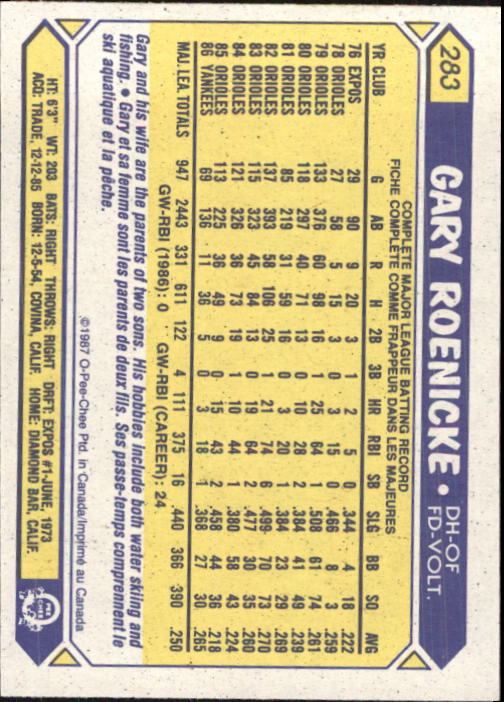 283
GARY ROENICKE • DH-OF
FD-VOLT.
COMPLETE MAJOR LEAGUE BATTING RECORD
FICHE COMPLÈTE COMME FRAPPEUR DANS LES MAJEURES
YR CLUB G AB R H 2B 3B HR RBI SB SLG BB SO AVG
76 EXPOS 29 90 9 20 3 1 2 5 0 .344 4 18 .222
78 ORIOLES 27 58 5 15 3 0 3 15 0 .466 8 3 .259
79 ORIOLES 133 376 60 98 16 1 25 64 1 .508 61 74 .261
80 ORIOLES 118 297 40 71 13 0 10 28 2 .384 41 49 .239
81 ORIOLES 85 219 31 59 16 0 3 20 1 .384 23 29 .269
82 ORIOLES 137 393 58 106 25 1 21 74 6 .499 70 73 .270
83 ORIOLES 115 323 45 84 13 0 19 64 2 .477 30 35 .260
84 ORIOLES 121 326 36 73 19 1 10 44 1 .380 58 43 .224
85 ORIOLES 113 225 36 49 9 0 15 43 2 .458 44 36 .218
86 YANKEES 69 136 11 36 5 0 3 18 1 .368 27 30 .265
MAJ. LEA. TOTALS 947 2443 331 611 122 4 111 375 16 .440 366 390 .250
GW-RBI (1986): 0 GW-RBI (CAREER): 24
Gary and his wife are the parents of two sons. His hobbies include both water skiing and
fishing. • Gary et sa femme sont les parents de deux fils. Ses passe-temps comprennent le
ski aquatique et la pêche.
©1987 O-Pee-Chee Ptd. in Canada/Imprimé au Canada
HT: 6'3" WT: 203 BATS: RIGHT THROWS: RIGHT DRFT: EXPOS #1-JUNE, 1973
ACQ: TRADE, 12-12-85 BORN: 12-5-54, COVINA, CALIF. HOME: DIAMOND BAR, CALIF.
O
PEE
CHEE